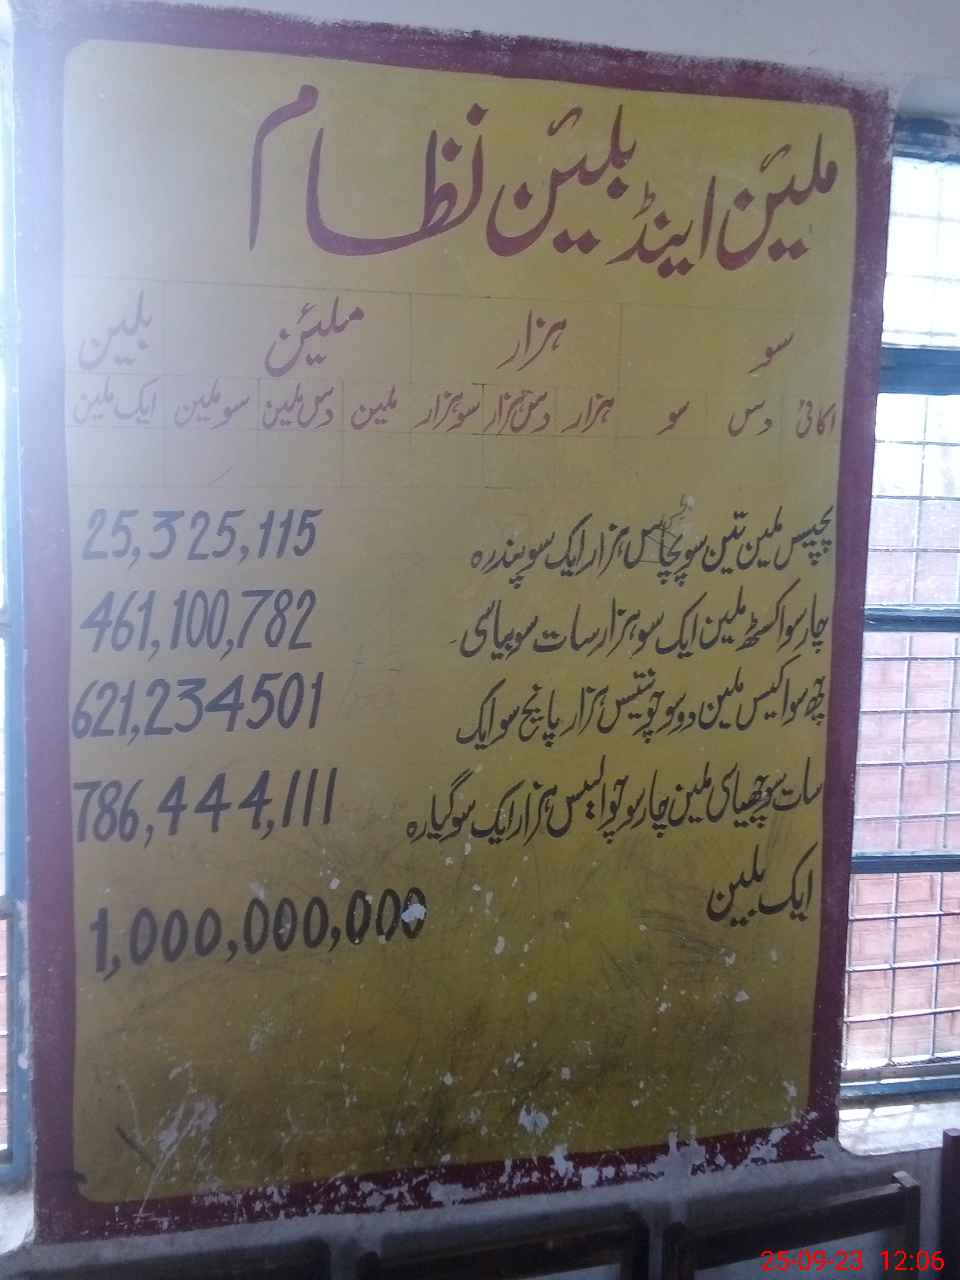 ملیئن اینڈ بلیئن نظام
سو ہزار ملیئن بلین
اکائی دس سو ہزار دس ہزار سو ہزار ملین دس ملین سو ملین ایک ملین
پچیس ملین تین سو پچاس ہزار ایک سو پندرہ 25,325,115
چار سو اکسٹھ ملین ایک سو ہزار سات سو بیاسی 461,100,782
چھ سو اکیس ملین دو سو چونتیس ہزار پانچ سو ایک 621,234501
سات سو چھیاسی ملین چار سو چوالیس ہزار ایک سو گیارہ 786,444,111
ایک بلین 1,000,000,000
25-09-23 12:06